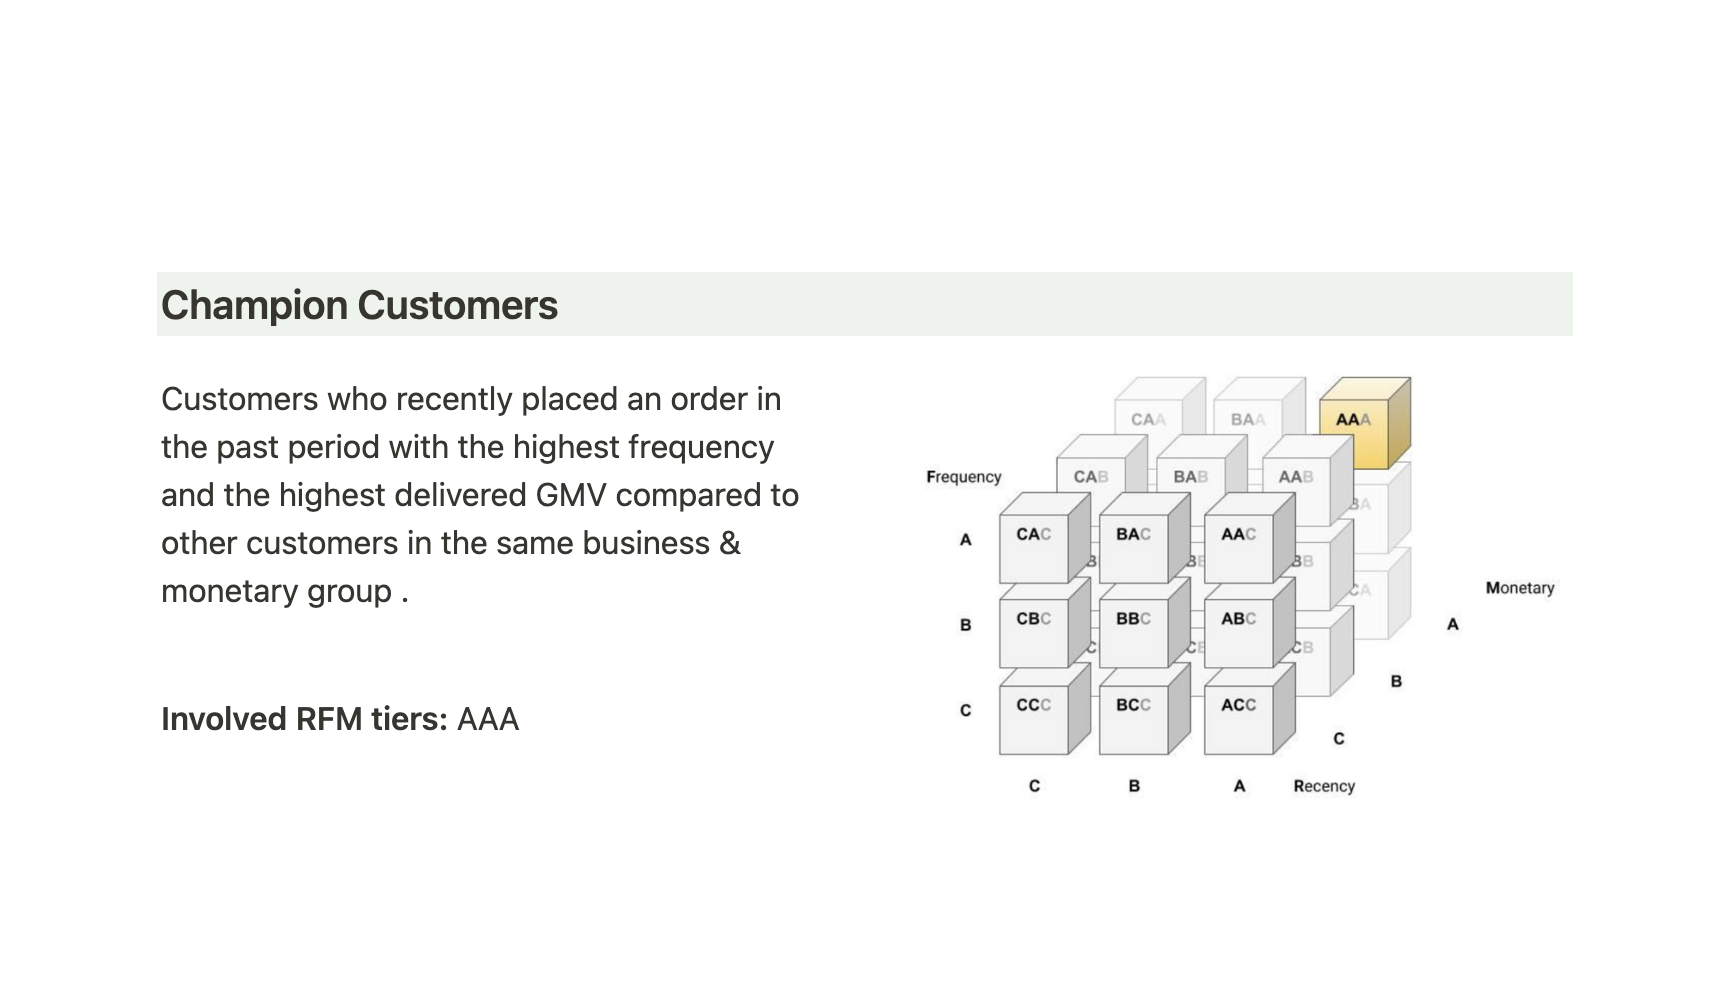 Champion Customers
Customers who recently placed an order in
the past period with the highest frequency
and the highest delivered GMV compared to
other customers in the same business &
monetary group .
Involved RFM tiers: AAA
CAA BAA AAA
Frequency CAB BAB AAB
A CAC BAC AAC
Monetary
B CBC BBC ABC A
B
C CCC BCC ACC
C
C B A Recency